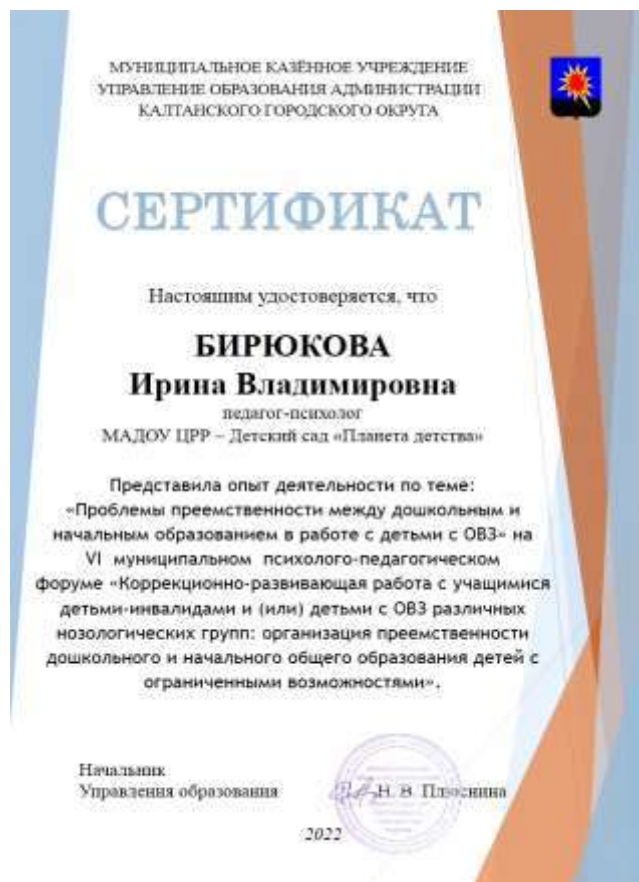 МУНИЦИПАЛЬНОЕ КАЗЁННОЕ УЧРЕЖДЕНИЕ
УПРАВЛЕНИЕ ОБРАЗОВАНИЯ АДМИНИСТРАЦИИ
КАЛТАНСКОГО ГОРОДСКОГО ОКРУГА
СЕРТИФИКАТ
Настоящим удостоверяется, что
БИРЮКОВА
Ирина Владимировна
педагог-психолог
МАДОУ ЦРР – Детский сад «Планета детства»
Представила опыт деятельности по теме:
«Проблемы преемственности между дошкольным и
начальным образованием в работе с детьми с ОВЗ» на
VI муниципальном психолого-педагогическом
форуме «Коррекционно-развивающая работа с учащимися
детьми-инвалидами и (или) детьми с ОВЗ различных
нозологических групп: организация преемственности
дошкольного и начального общего образования детей с
ограниченными возможностями».
Начальник
Управления образования Н. В. Плюснина
2022